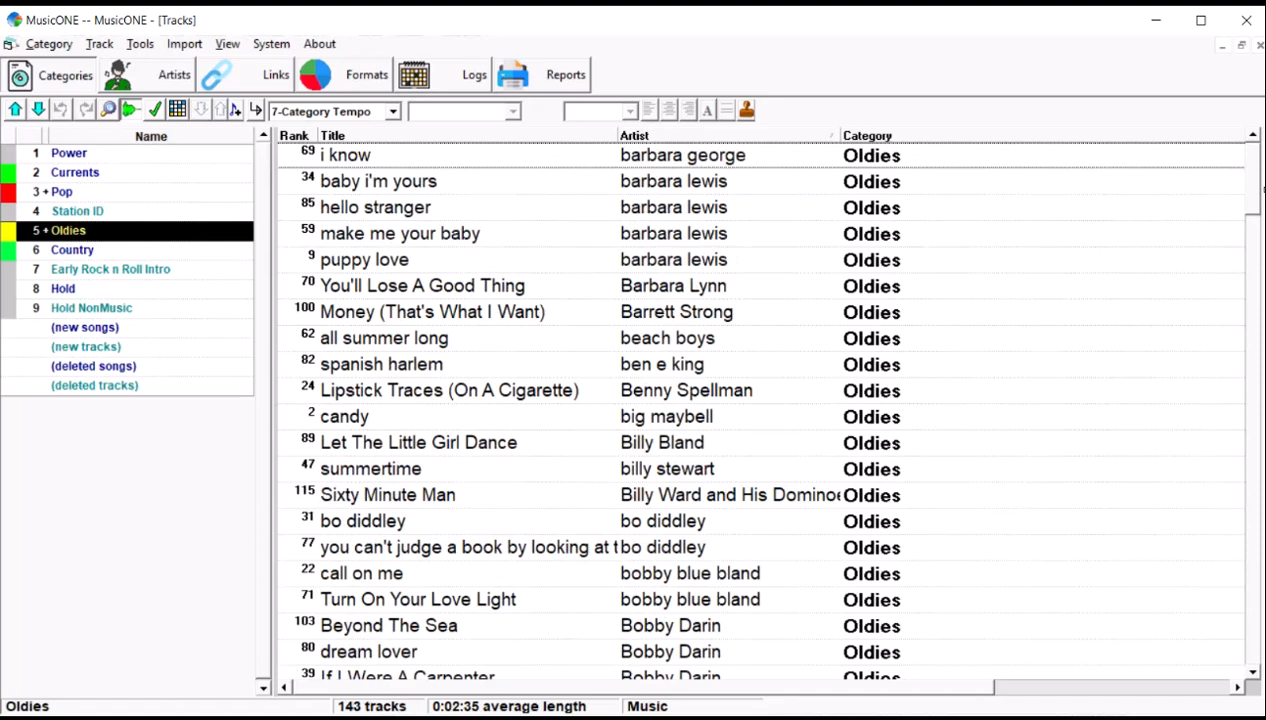 MusicONE -- MusicONE - [Tracks]
Category Track Tools Import View System About
Categories Artists Links Formats Logs Reports
7-Category Tempo A
Name
1 Power
2 Currents
3 + Pop
4 Station ID
5 + Oldies
6 Country
7 Early Rock n Roll Intro
8 Hold
9 Hold NonMusic
(new songs)
(new tracks)
(deleted songs)
(deleted tracks)
Rank Title Artist Category
69 i know barbara george Oldies
34 baby i'm yours barbara lewis Oldies
85 hello stranger barbara lewis Oldies
59 make me your baby barbara lewis Oldies
9 puppy love barbara lewis Oldies
70 You'll Lose A Good Thing Barbara Lynn Oldies
100 Money (That's What I Want) Barrett Strong Oldies
62 all summer long beach boys Oldies
82 spanish harlem ben e king Oldies
24 Lipstick Traces (On A Cigarette) Benny Spellman Oldies
2 candy big maybell Oldies
89 Let The Little Girl Dance Billy Bland Oldies
47 summertime billy stewart Oldies
115 Sixty Minute Man Billy Ward and His Dominoe Oldies
31 bo diddley bo diddley Oldies
77 you can't judge a book by looking at t bo diddley Oldies
22 call on me bobby blue bland Oldies
71 Turn On Your Love Light bobby blue bland Oldies
103 Beyond The Sea Bobby Darin Oldies
80 dream lover Bobby Darin Oldies
39 If I Were A Carpenter Bobby Darin Oldies
Oldies 143 tracks 0:02:35 average length Music